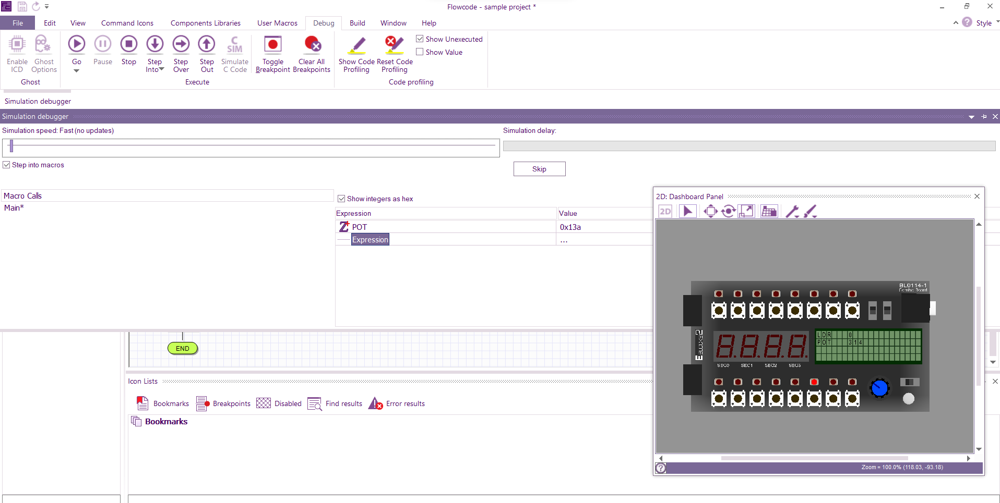 Flowcode - sample project *
File Edit View Command Icons Components Libraries User Macros Debug Build Window Help Style
Enable ICD
Ghost Options
Go
Pause
Stop
Step Into
Step Over
Step Out
C SIM
Simulate C Code
Toggle Breakpoint
Clear All Breakpoints
Show Code Profiling
Reset Code Profiling
Show Unexecuted
Show Value
Ghost
Execute
Code profiling
Simulation debugger
Simulation debugger
Simulation speed: Fast (no updates)
Simulation delay:
Step into macros
Skip
Macro Calls
Main*
Show integers as hex
Expression Value
POT 0x13a
Expression ...
2D: Dashboard Panel
2D
BL0114-1
Combo Board
LDR 0
POT 314
8.8.8.8.
SEG0 SEG1 SEG2 SEG3
Zoom = 100.0% (118.03, -93.18)
END
Icon Lists
Bookmarks Breakpoints Disabled Find results Error results
Bookmarks